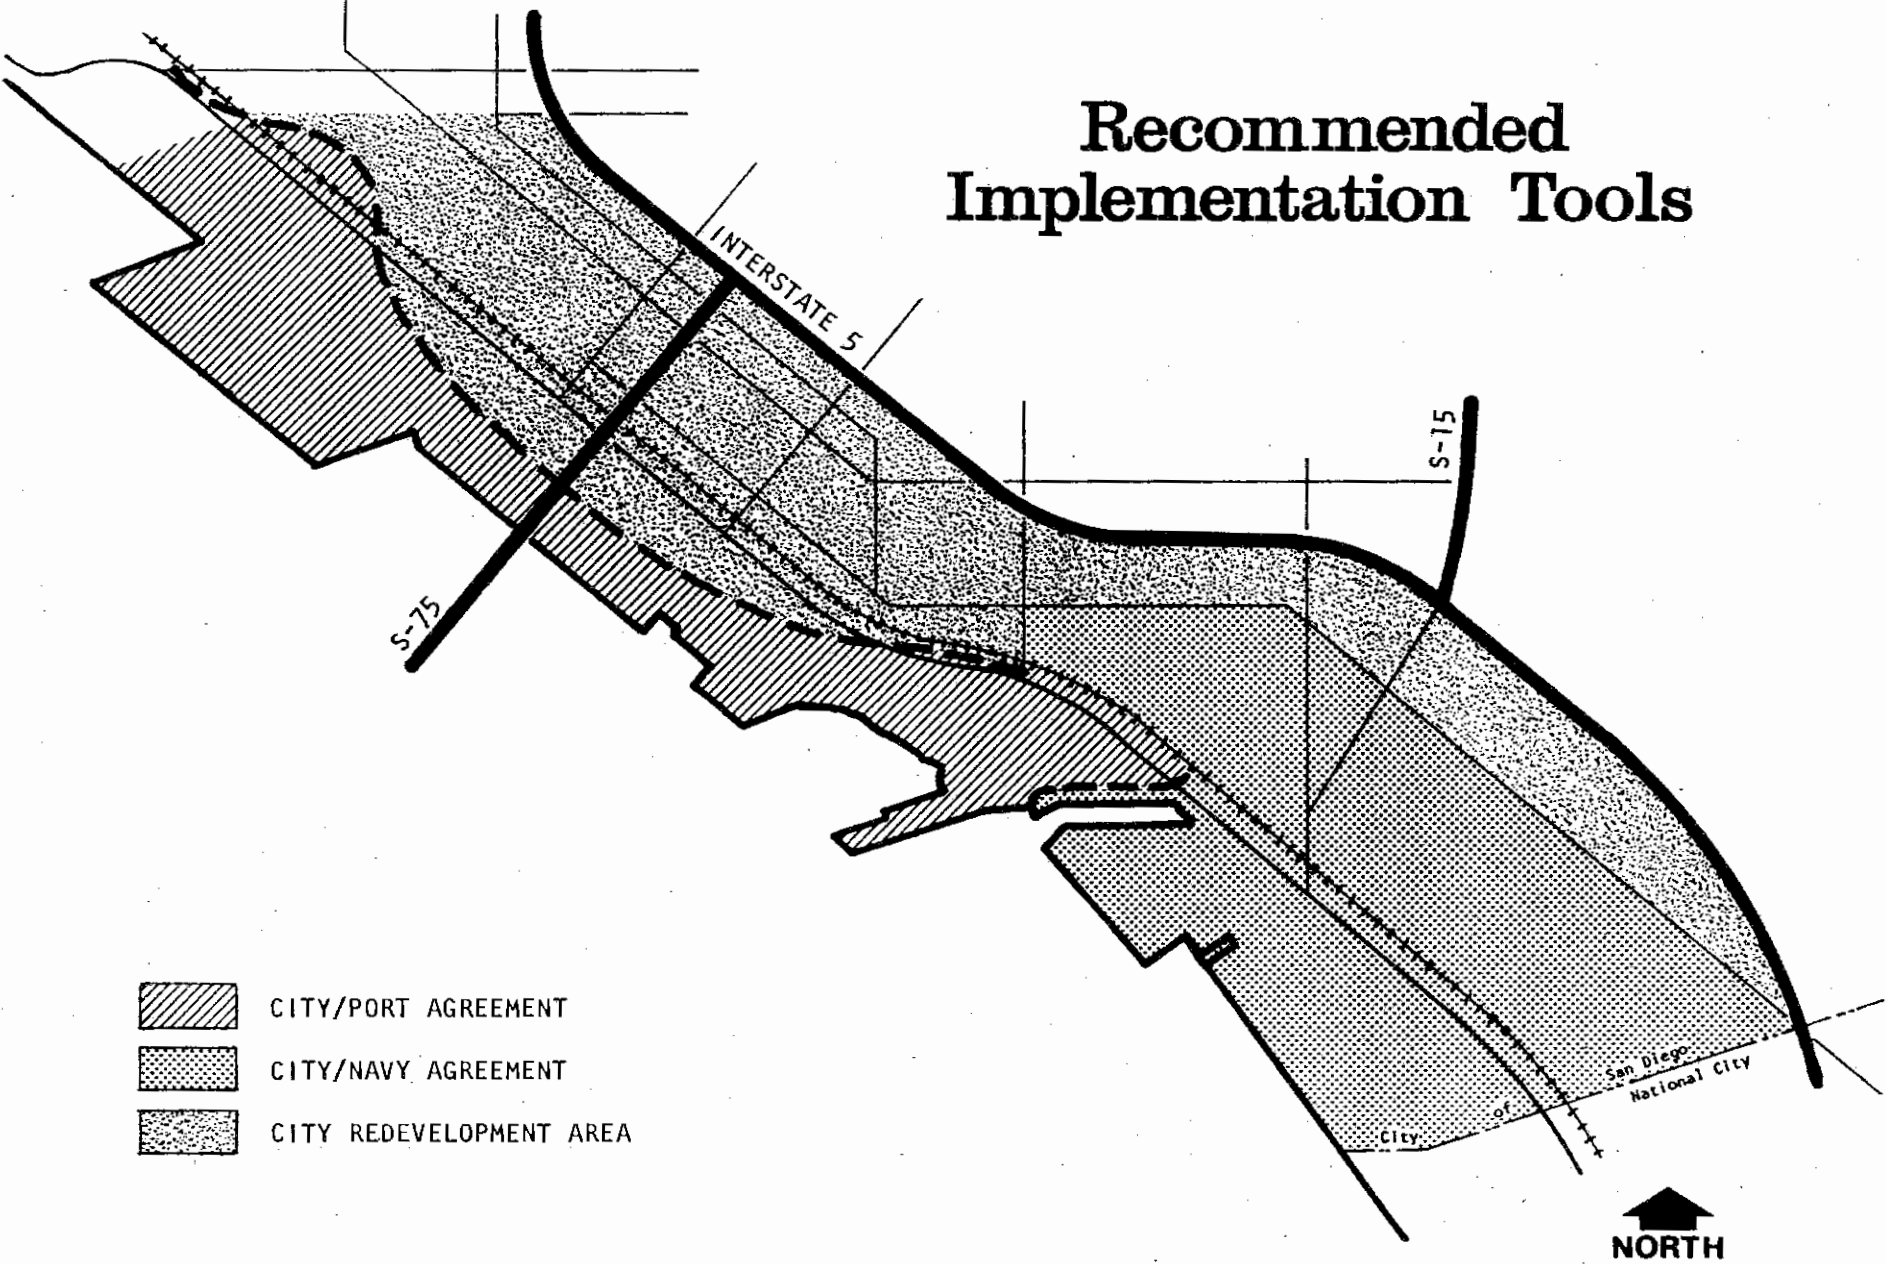 Recommended
Implementation Tools
INTERSTATE 5
S-15
S-75
CITY/PORT AGREEMENT
CITY/NAVY AGREEMENT
CITY REDEVELOPMENT AREA
San Diego
City of National City
NORTH